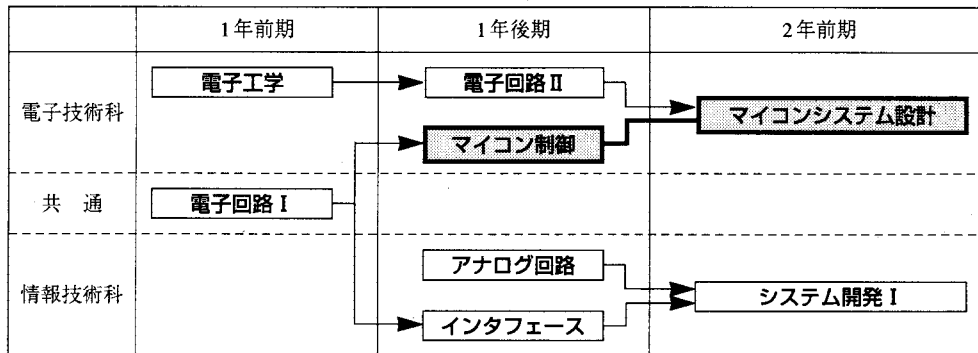 1年前期 1年後期 2年前期
電子技術科
電子工学 電子回路Ⅱ
マイコンシステム設計
マイコン制御
共 通 電子回路Ⅰ
情報技術科
アナログ回路
システム開発Ⅰ
インタフェース